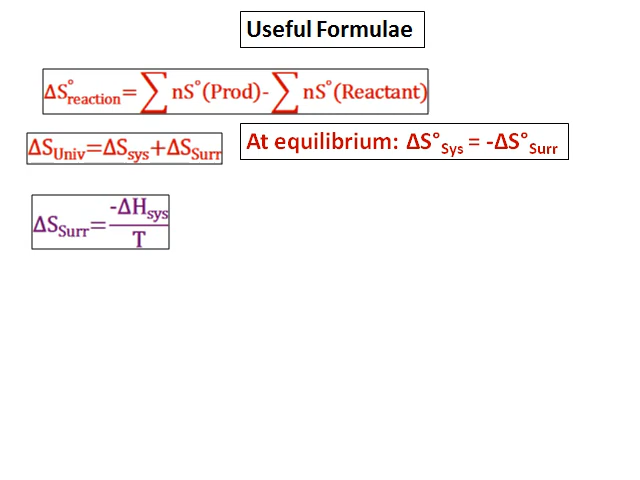 Useful Formulae
ΔS°reaction= ∑ nS°(Prod)- ∑ nS°(Reactant)
ΔSUniv=ΔSsys+ΔSSurr
At equilibrium: ΔS°Sys = -ΔS°Surr
ΔSSurr= -ΔHsys / T